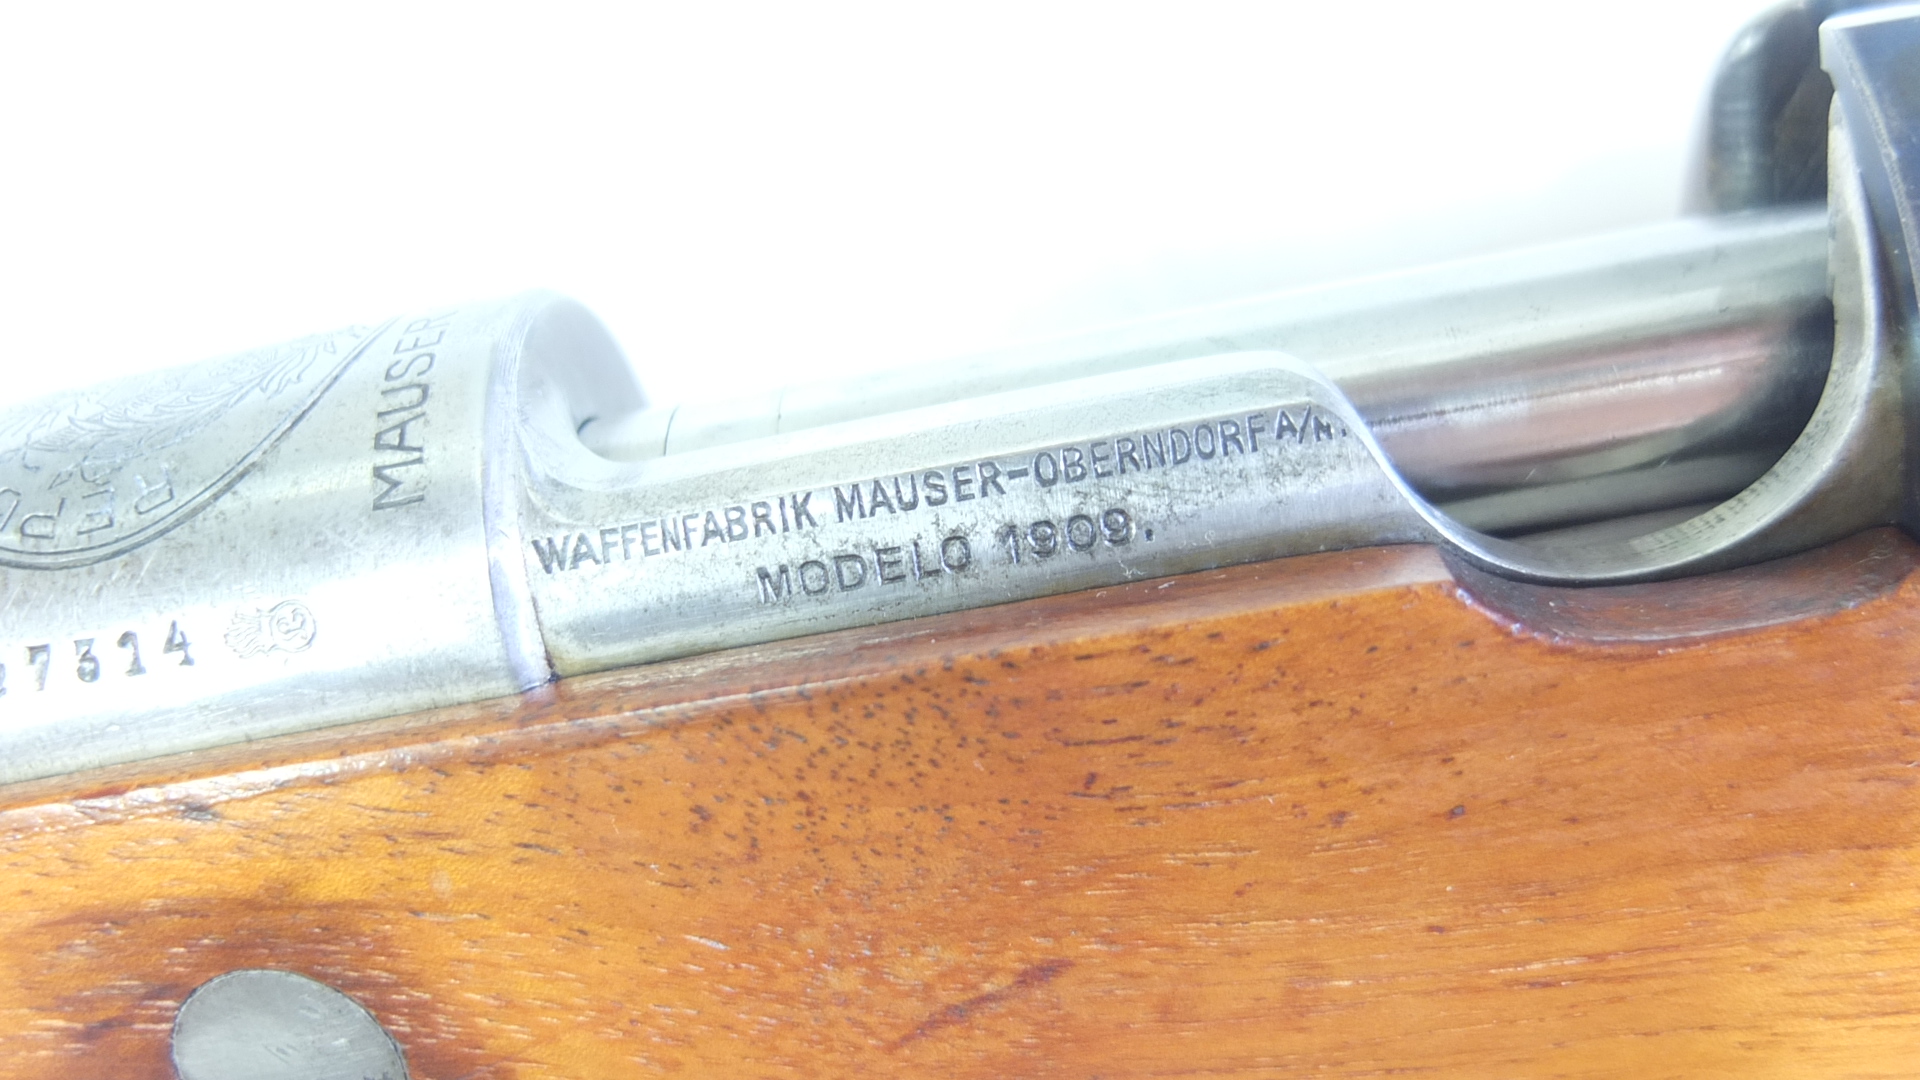 MAUSER
WAFFENFABRIK MAUSER-OBERNDORF A/N.
MODELO 1909.
7314